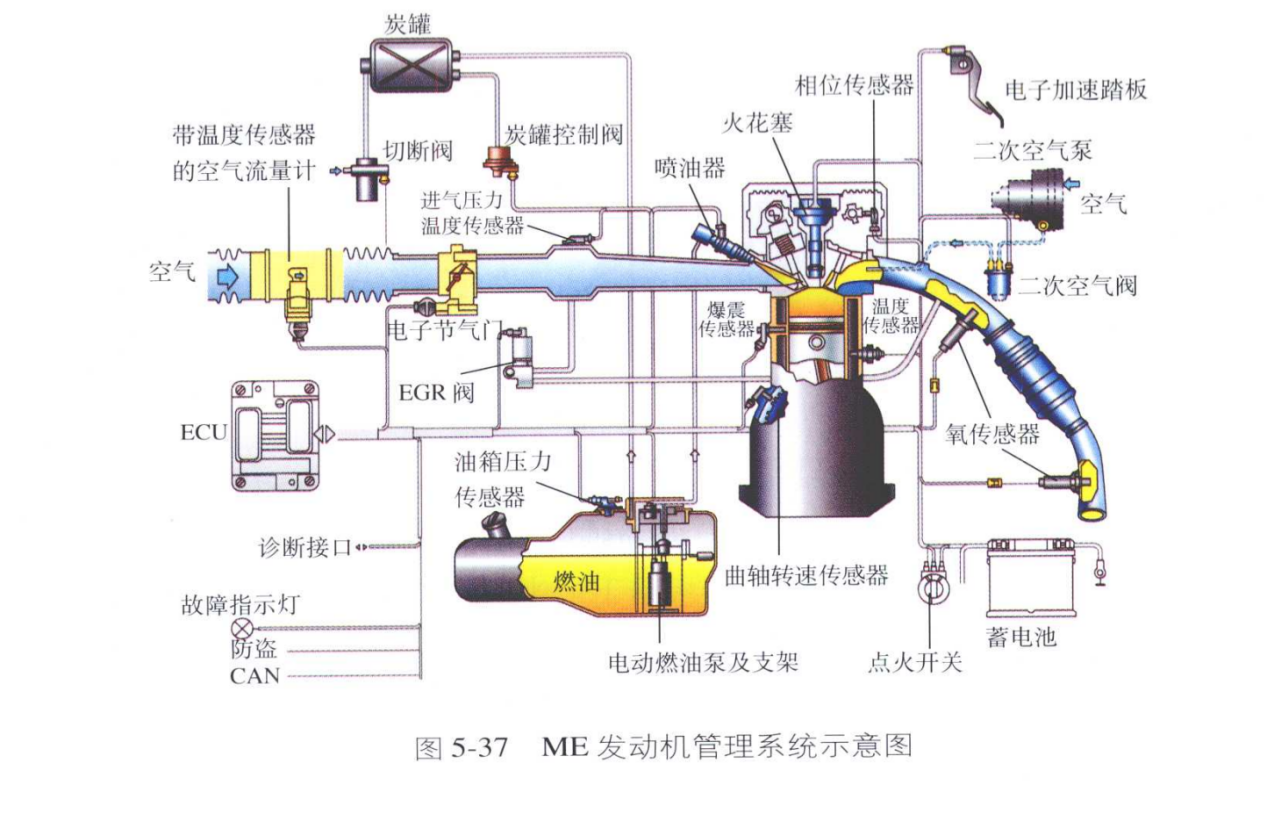 炭罐
相位传感器
电子加速踏板
带温度传感器
的空气流量计
切断阀
炭罐控制阀
火花塞
二次空气泵
喷油器
进气压力
温度传感器
空气
空气
二次空气阀
电子节气门
爆震
传感器
温度
传感器
EGR 阀
ECU
氧传感器
油箱压力
传感器
诊断接口
燃油
曲轴转速传感器
故障指示灯
防盗
CAN
蓄电池
电动燃油泵及支架
点火开关
图 5-37 ME 发动机管理系统示意图